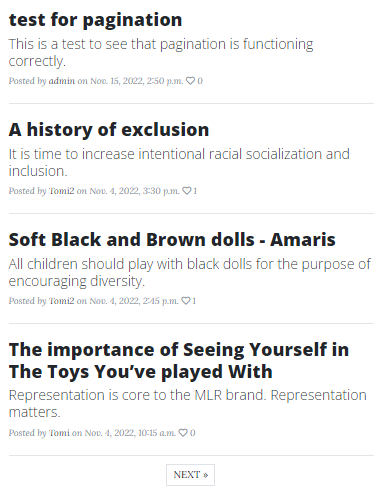 test for pagination
This is a test to see that pagination is functioning
correctly.
Posted by admin on Nov. 15, 2022, 2:50 p.m. 0
A history of exclusion
It is time to increase intentional racial socialization and
inclusion.
Posted by Tomi2 on Nov. 4, 2022, 3:30 p.m. 1
Soft Black and Brown dolls - Amaris
All children should play with black dolls for the purpose of
encouraging diversity.
Posted by Tomi2 on Nov. 4, 2022, 2:45 p.m. 1
The importance of Seeing Yourself in
The Toys You’ve played With
Representation is core to the MLR brand. Representation
matters.
Posted by Tomi on Nov. 4, 2022, 10:15 a.m. 0
NEXT »